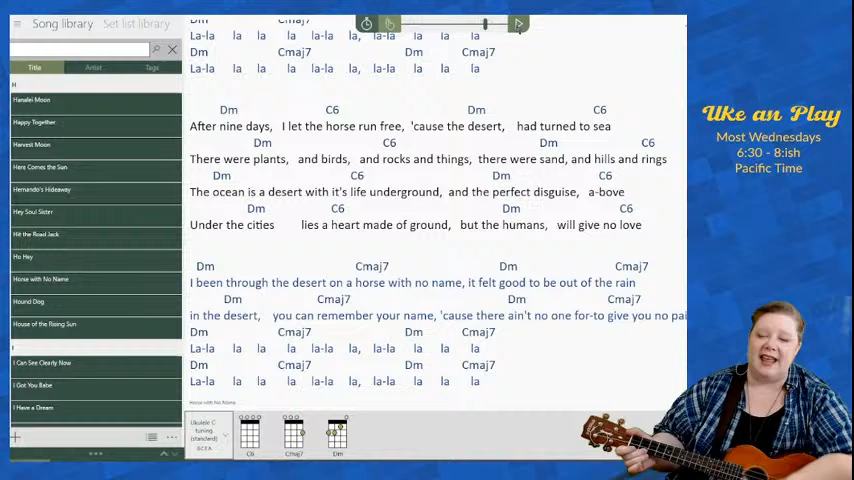 Song library Set list library
Title Artist Tags
H
Hanalei Moon
Happy Together
Harvest Moon
Here Comes the Sun
Hernando's Hideaway
Hey Soul Sister
Hit the Road Jack
Ho Hey
Horse with No Name
Hound Dog
House of the Rising Sun
I
I Can See Clearly Now
I Got You Babe
I Have a Dream
Dm Cmaj7
La-la la la la-la la, la-la la la la
Dm Cmaj7 Dm Cmaj7
La-la la la la-la la, la-la la la la
Dm C6 Dm C6
After nine days, I let the horse run free, 'cause the desert, had turned to sea
Dm C6 Dm C6
There were plants, and birds, and rocks and things, there were sand, and hills and rings
Dm C6 Dm C6
The ocean is a desert with it's life underground, and the perfect disguise, a-bove
Dm C6 Dm C6
Under the cities lies a heart made of ground, but the humans, will give no love
Dm Cmaj7 Dm Cmaj7
I been through the desert on a horse with no name, it felt good to be out of the rain
Dm Cmaj7 Dm Cmaj7
in the desert, you can remember your name, 'cause there ain't no one for-to give you no pai
Dm Cmaj7 Dm Cmaj7
La-la la la la-la la, la-la la la la
Dm Cmaj7 Dm Cmaj7
La-la la la la-la la, la-la la la la
Horse with No Name
Ukulele C
tuning
(standard)
GCEA
C6 Cmaj7 Dm
Uke an Play
Most Wednesdays
6:30 - 8:ish
Pacific Time